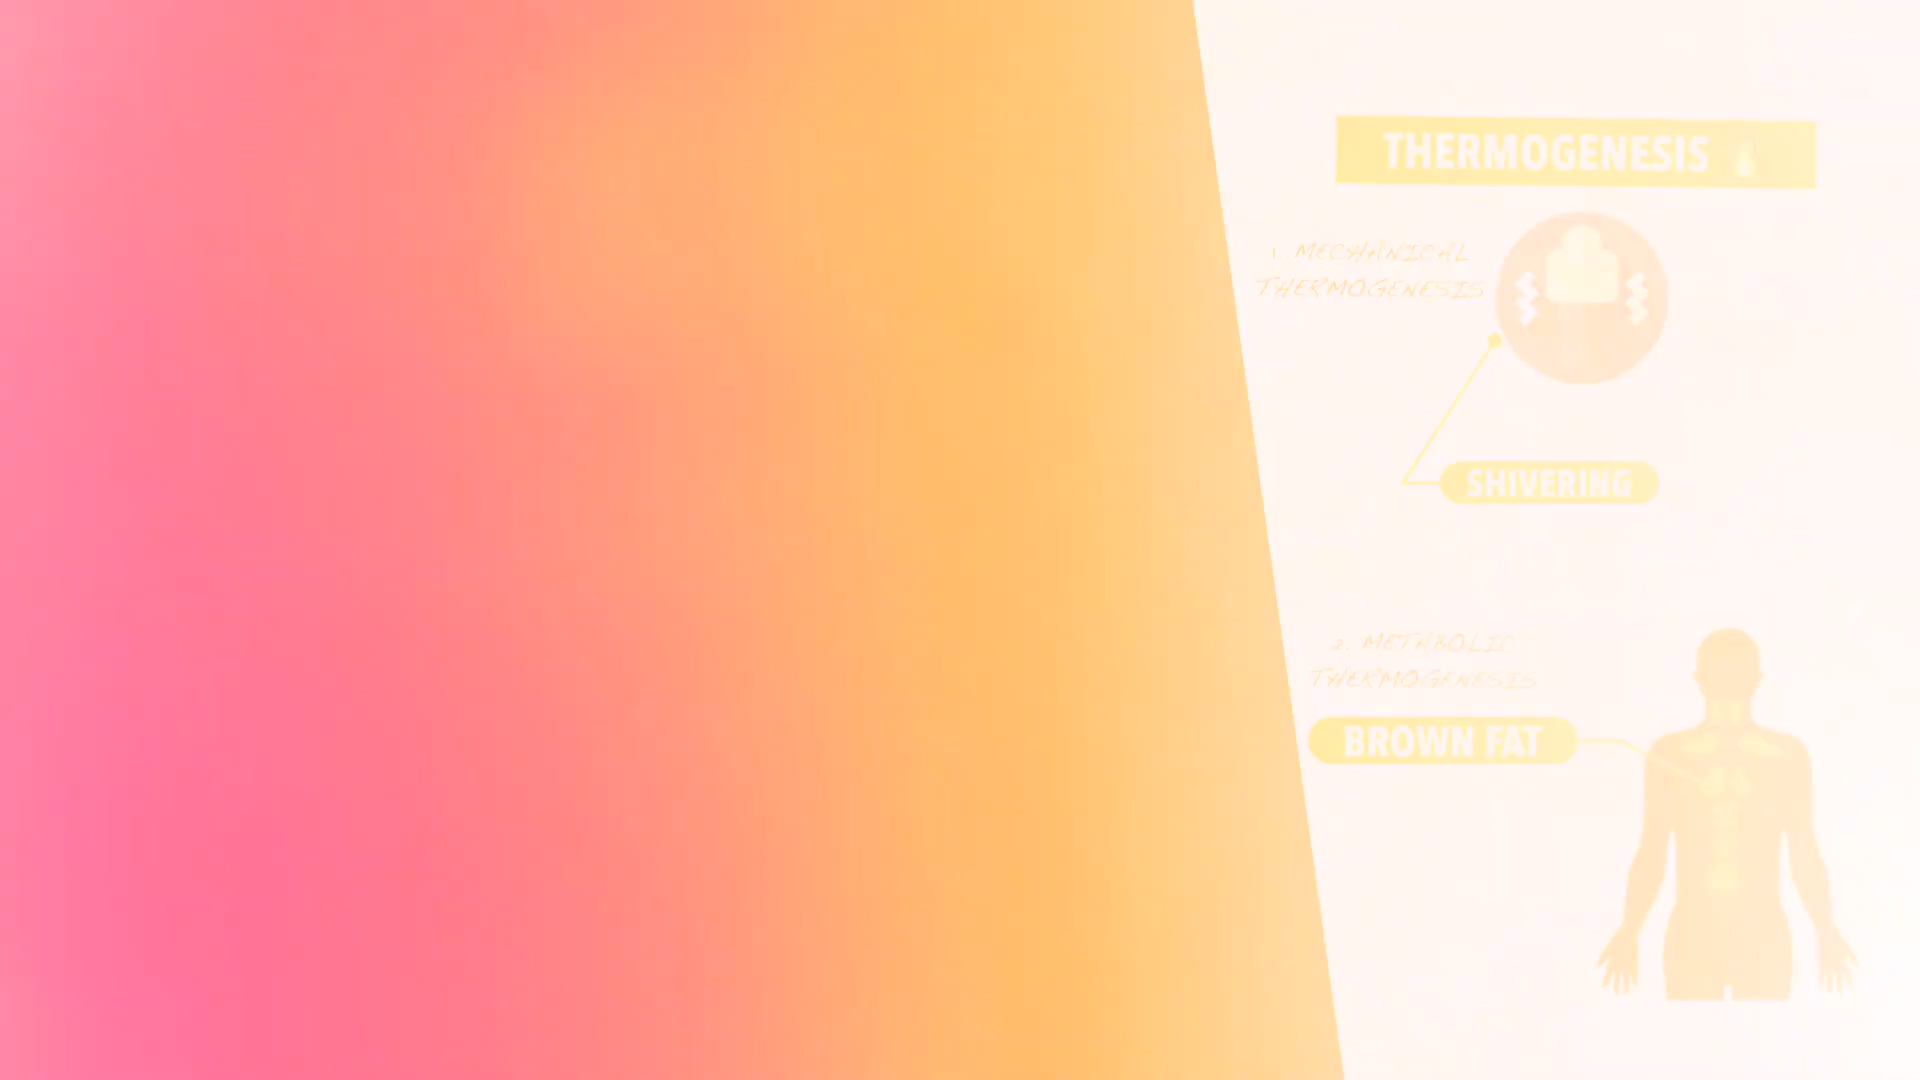 THERMOGENESIS
1. MECHANICAL
THERMOGENESIS
SHIVERING
2. METABOLIC
THERMOGENESIS
BROWN FAT